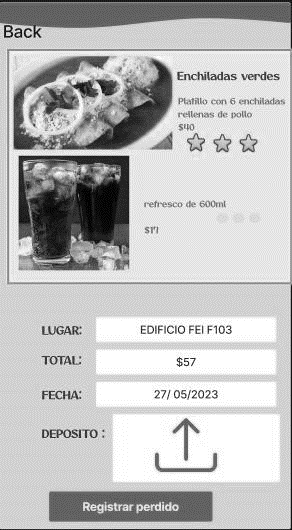 Back
Enchiladas verdes
Platillo con 6 enchiladas
rellenas de pollo
$40
refresco de 600ml
$17
LUGAR: EDIFICIO FEI F103
TOTAL: $57
FECHA: 27/ 05/2023
DEPOSITO :
Registrar perdido